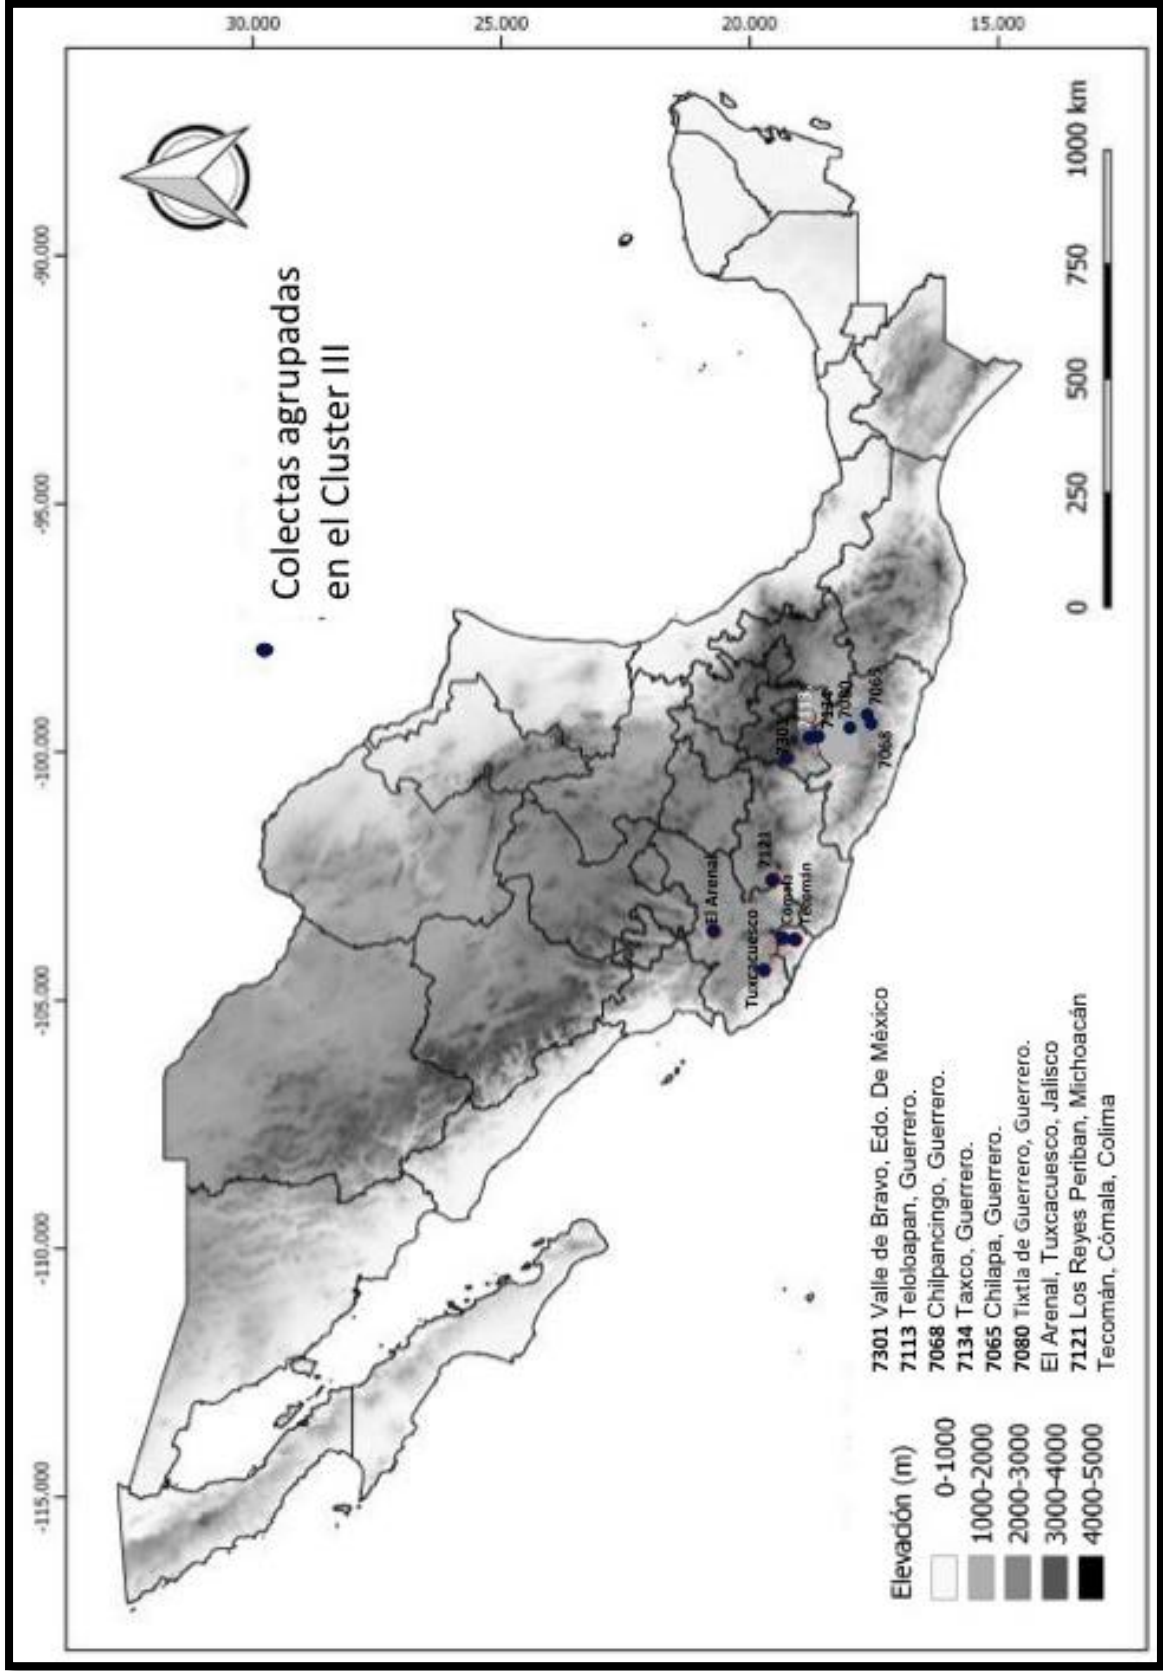 -115.000
-110.000
-105.000
-100.000
-95.000
-90.000
30.000
25.000
20.000
15.000
Colectas agrupadas
en el Cluster III
Tuxcacuesco
El Arenal
7121
Cómala
Tecomán
7301
7113
7134
7080
7065
7068
Elevación (m)
0-1000
1000-2000
2000-3000
3000-4000
4000-5000
7301 Valle de Bravo, Edo. De México
7113 Teloloapan, Guerrero.
7068 Chilpancingo, Guerrero.
7134 Taxco, Guerrero.
7065 Chilapa, Guerrero.
7080 Tixtla de Guerrero, Guerrero.
El Arenal, Tuxcacuesco, Jalisco
7121 Los Reyes Periban, Michoacán
Tecomán, Cómala, Colima
0 250 500 750 1000 km